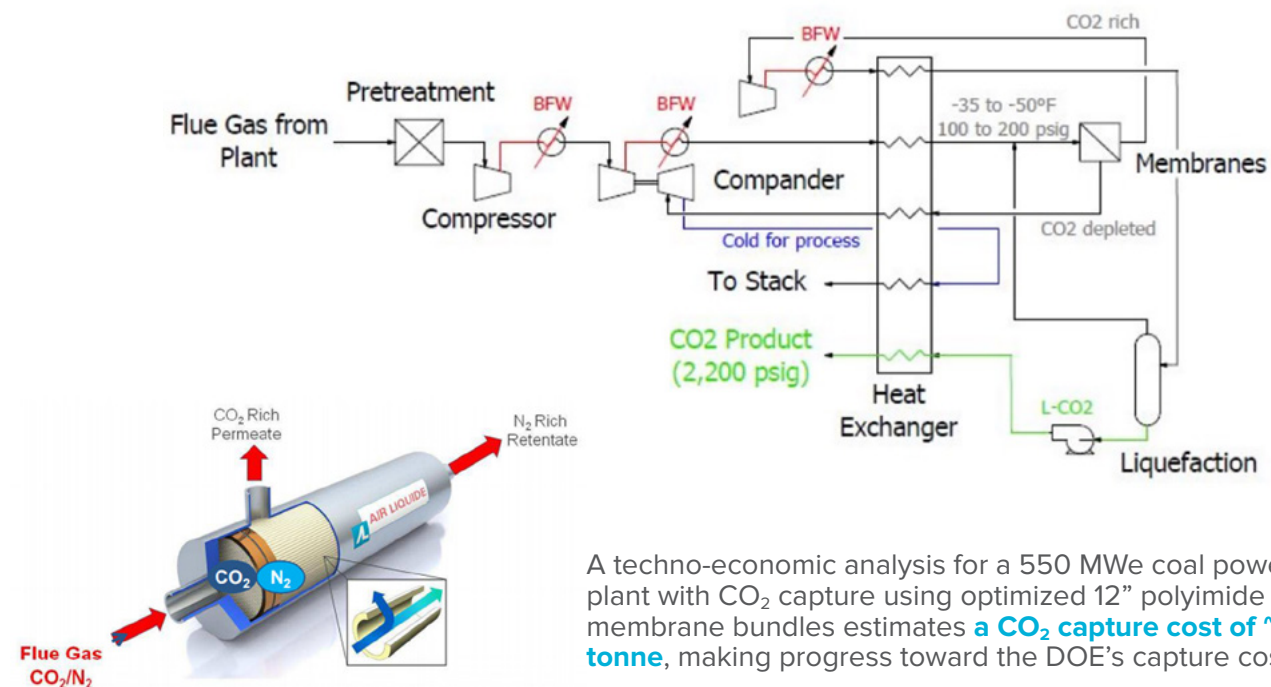 BFW
CO2 rich
Pretreatment
BFW
BFW
-35 to -50ºF
100 to 200 psig
Flue Gas from
Plant
Membranes
Compander
Compressor
CO2 depleted
Cold for process
To Stack
CO2 Product
(2,200 psig)
Heat
Exchanger
L-CO2
Liquefaction
CO₂ Rich
Permeate
N₂ Rich
Retentate
AIR LIQUIDE
CO₂
N₂
Flue Gas
CO₂/N₂
A techno-economic analysis for a 550 MWe coal powe
plant with CO₂ capture using optimized 12” polyimide
membrane bundles estimates a CO₂ capture cost of ~
tonne, making progress toward the DOE’s capture cos